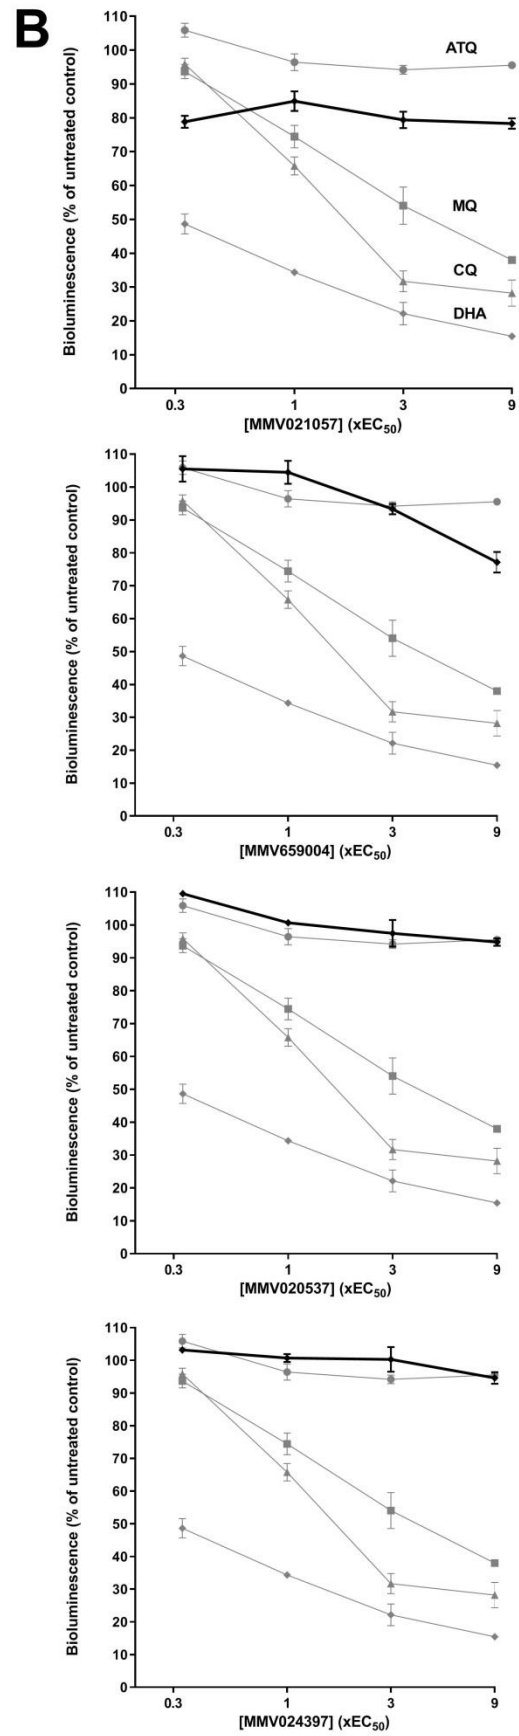 B
Bioluminescence (% of untreated control)
110
100
90
80
70
60
50
40
30
20
10
0
ATQ
MQ
CQ
DHA
0.3 1 3 9
[MMV021057] (xEC₅₀)
Bioluminescence (% of untreated control)
110
100
90
80
70
60
50
40
30
20
10
0
0.3 1 3 9
[MMV659004] (xEC₅₀)
Bioluminescence (% of untreated control)
110
100
90
80
70
60
50
40
30
20
10
0
0.3 1 3 9
[MMV020537] (xEC₅₀)
Bioluminescence (% of untreated control)
110
100
90
80
70
60
50
40
30
20
10
0
0.3 1 3 9
[MMV024397] (xEC₅₀)